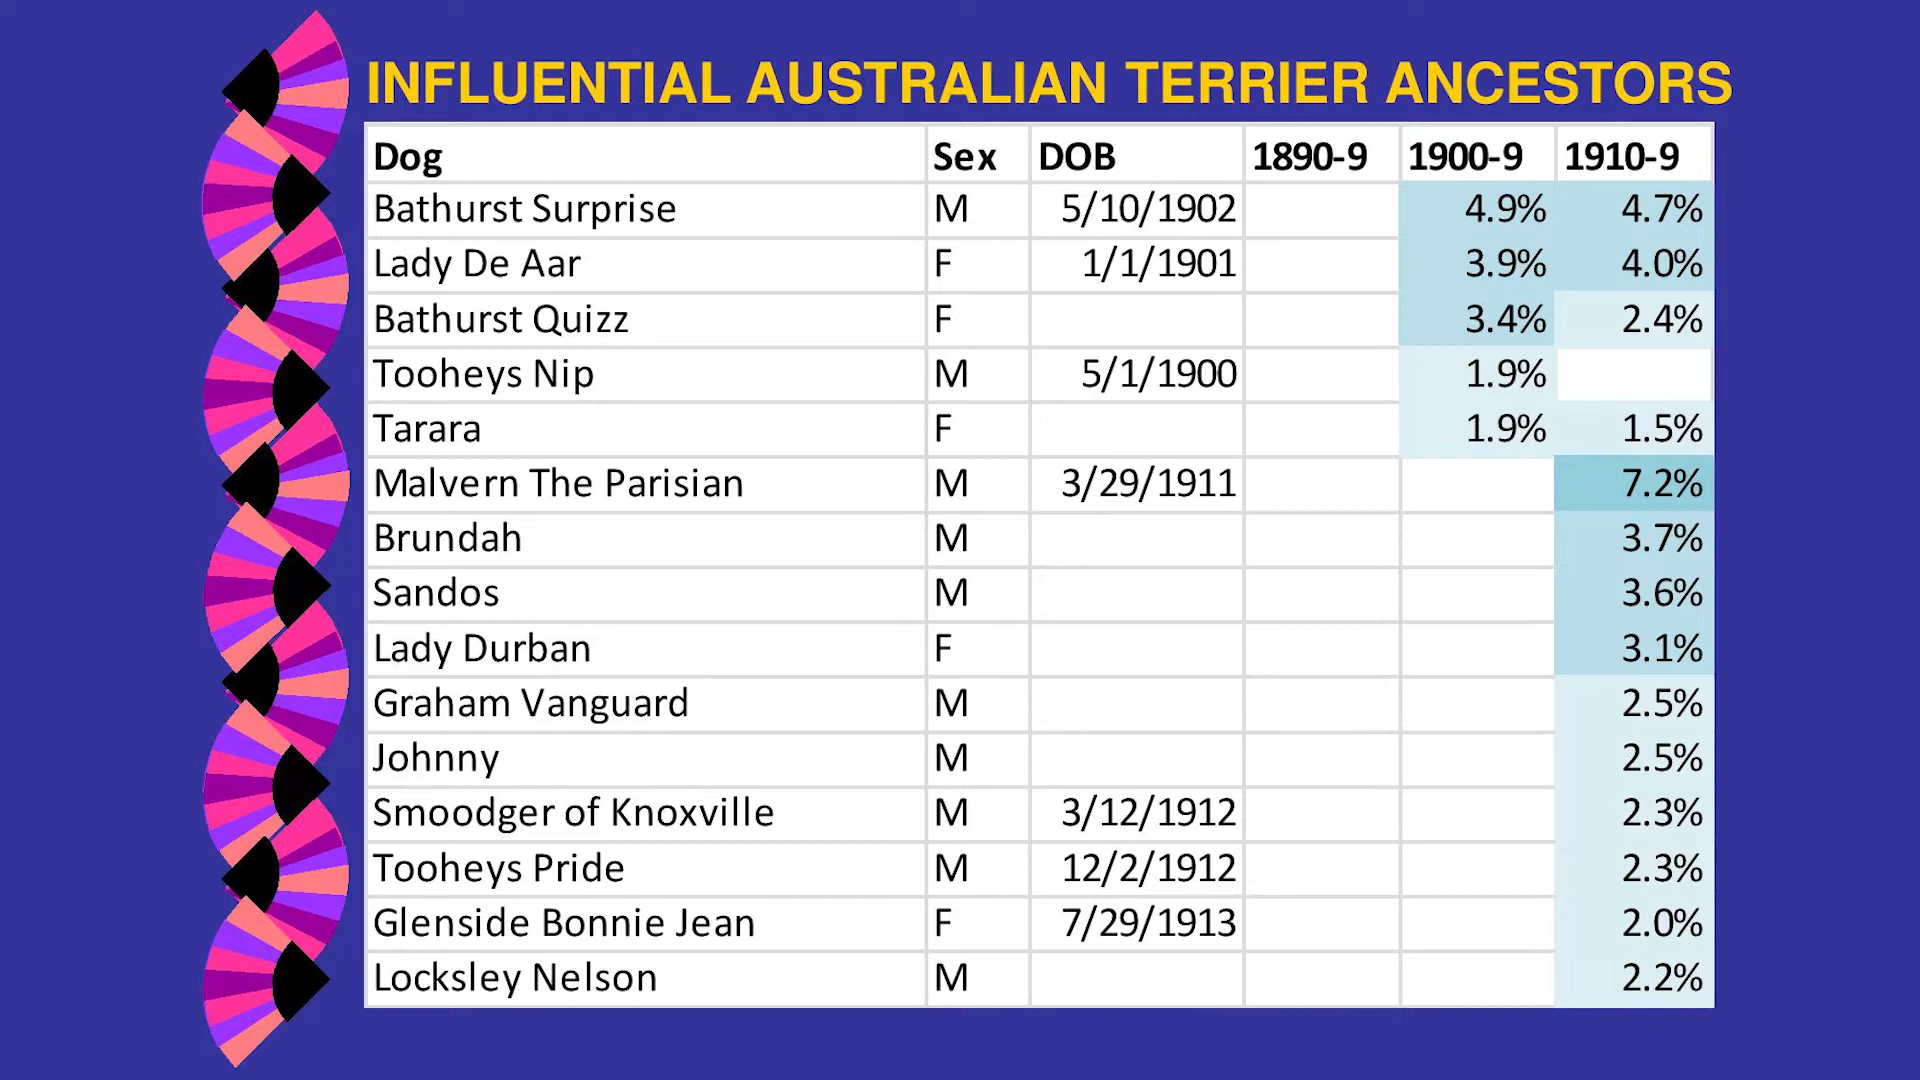 INFLUENTIAL AUSTRALIAN TERRIER ANCESTORS
Dog Sex DOB 1890-9 1900-9 1910-9
Bathurst Surprise M 5/10/1902 4.9% 4.7%
Lady De Aar F 1/1/1901 3.9% 4.0%
Bathurst Quizz F 3.4% 2.4%
Tooheys Nip M 5/1/1900 1.9%
Tarara F 1.9% 1.5%
Malvern The Parisian M 3/29/1911 7.2%
Brundah M 3.7%
Sandos M 3.6%
Lady Durban F 3.1%
Graham Vanguard M 2.5%
Johnny M 2.5%
Smoodger of Knoxville M 3/12/1912 2.3%
Tooheys Pride M 12/2/1912 2.3%
Glenside Bonnie Jean F 7/29/1913 2.0%
Locksley Nelson M 2.2%